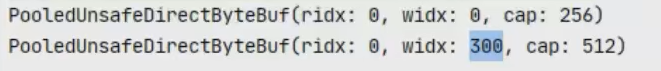 PooledUnsafeDirectByteBuf(ridx: 0, widx: 0, cap: 256)
PooledUnsafeDirectByteBuf(ridx: 0, widx: 300, cap: 512)